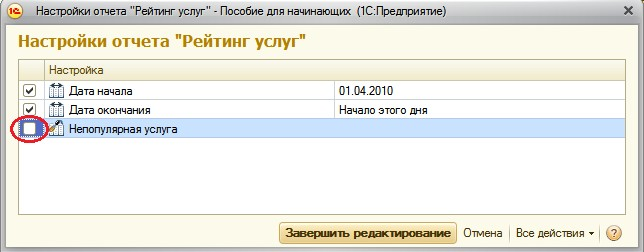 1С Настройки отчета "Рейтинг услуг" - Пособие для начинающих (1С:Предприятие)
Настройки отчета "Рейтинг услуг"
Настройка
Дата начала 01.04.2010
Дата окончания Начало этого дня
Непопулярная услуга
Завершить редактирование Отмена Все действия ?